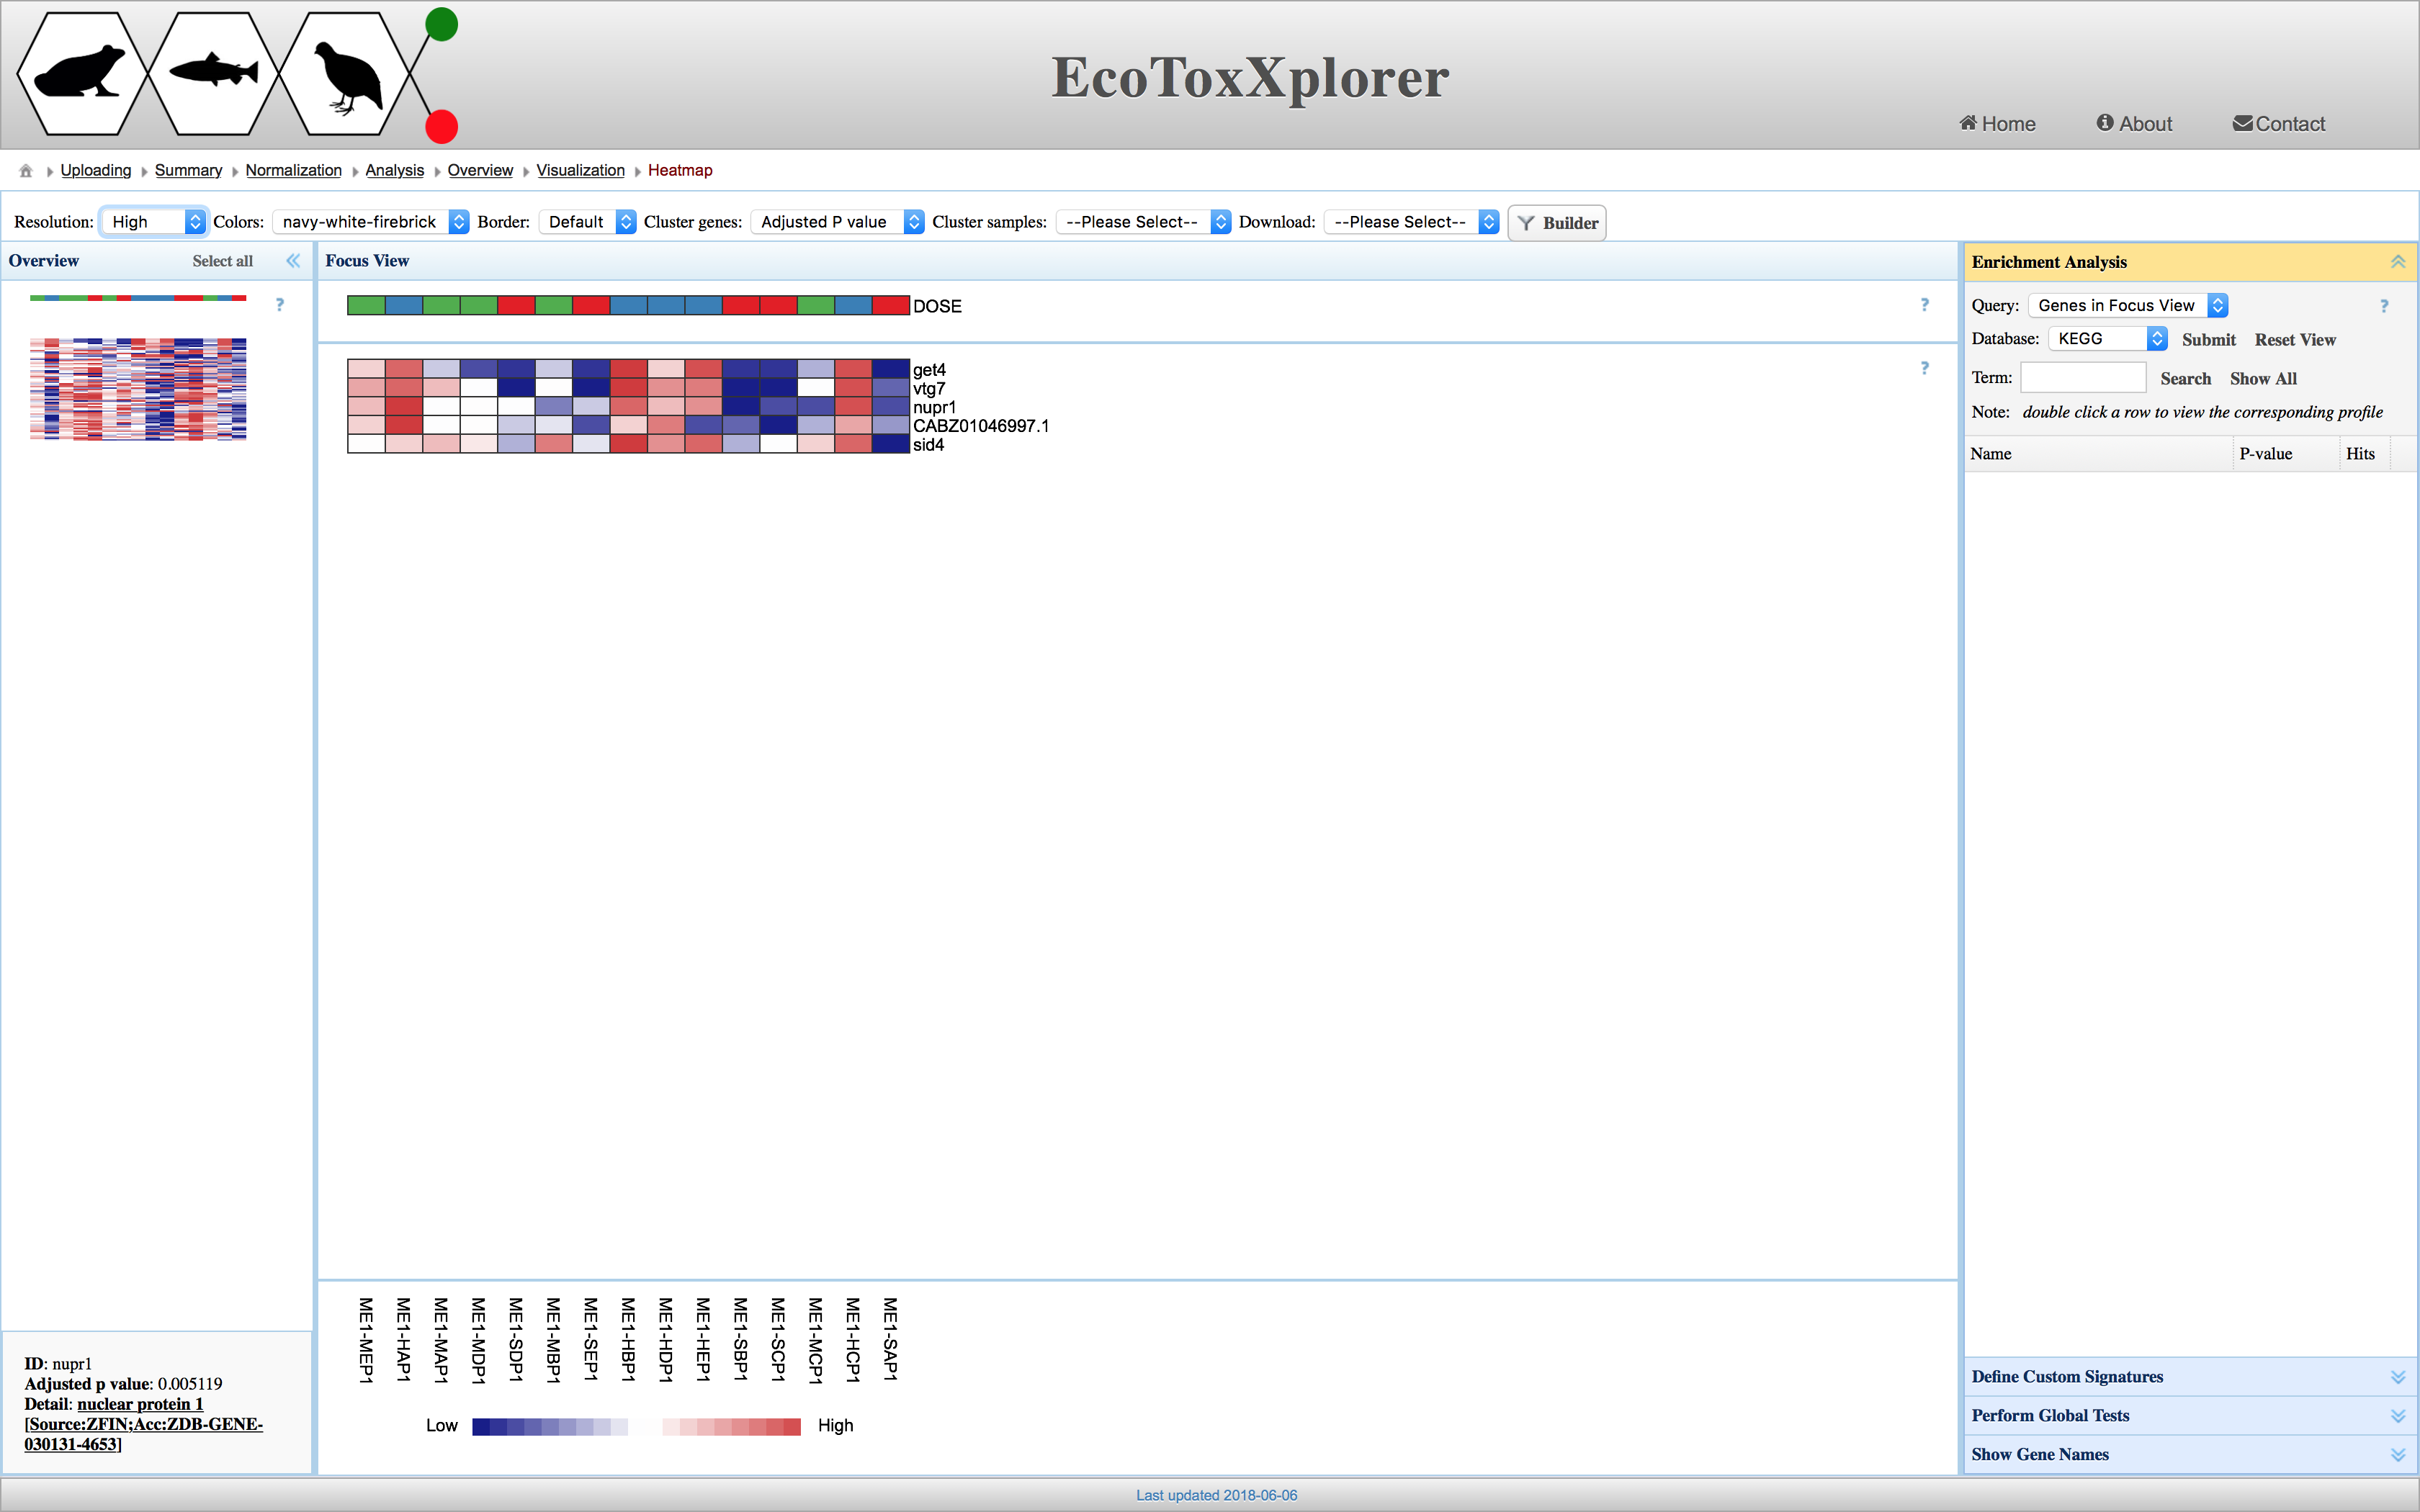 EcoToxXplorer
Home About Contact
Uploading Summary Normalization Analysis Overview Visualization Heatmap
Resolution: High Colors: navy-white-firebrick Border: Default Cluster genes: Adjusted P value Cluster samples: --Please Select-- Download: --Please Select-- Builder
Overview Select all
?
ID: nupr1
Adjusted p value: 0.005119
Detail: nuclear protein 1
[Source:ZFIN;Acc:ZDB-GENE-
030131-4653]
Focus View
DOSE ?
get4 ?
vtg7
nupr1
CABZ01046997.1
sid4
ME1-MEP1
ME1-HAP1
ME1-MAP1
ME1-MDP1
ME1-SDP1
ME1-MBP1
ME1-SEP1
ME1-HBP1
ME1-HDP1
ME1-HEP1
ME1-SBP1
ME1-SCP1
ME1-MCP1
ME1-HCP1
ME1-SAP1
Low High
Enrichment Analysis
Query: Genes in Focus View ?
Database: KEGG Submit Reset View
Term: Search Show All
Note: double click a row to view the corresponding profile
Name P-value Hits
Define Custom Signatures
Perform Global Tests
Show Gene Names
Last updated 2018-06-06